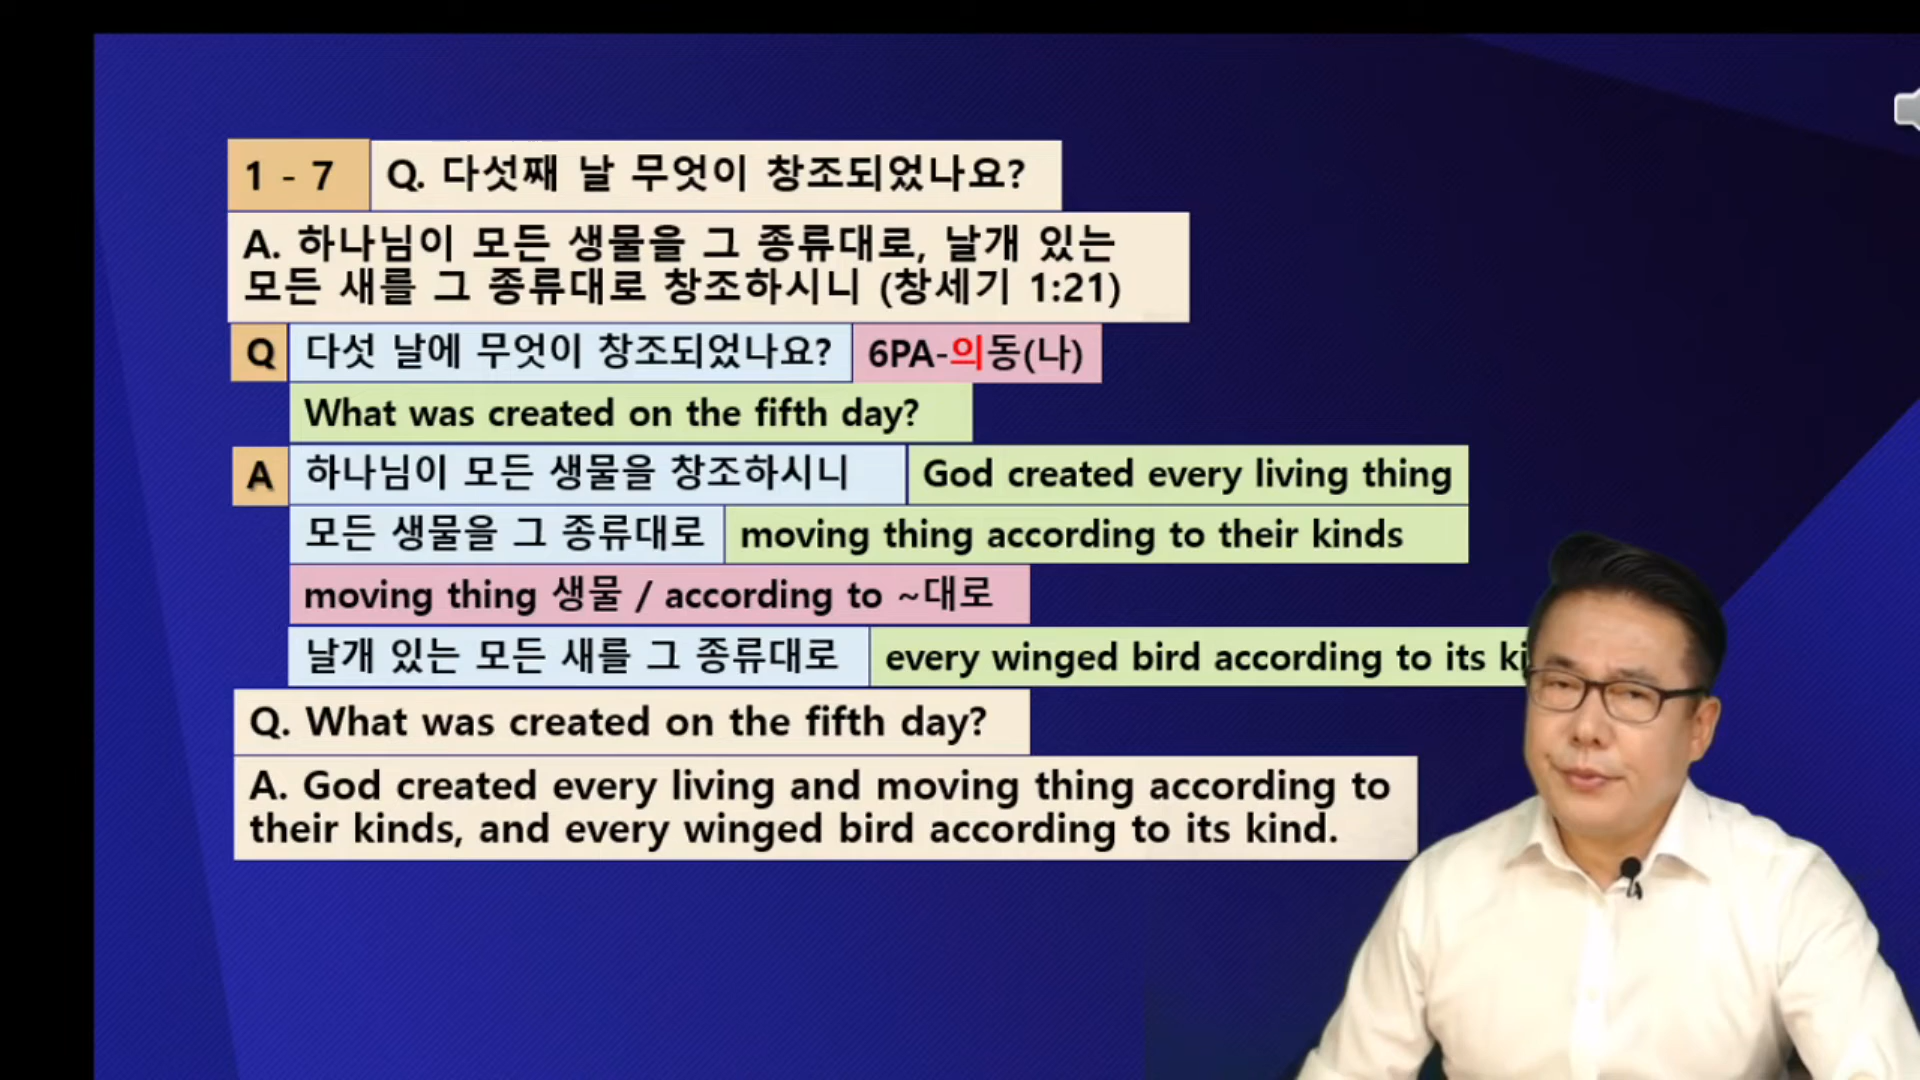 1 - 7
Q. 다섯째 날 무엇이 창조되었나요?
A. 하나님이 모든 생물을 그 종류대로, 날개 있는
모든 새를 그 종류대로 창조하시니 (창세기 1:21)
Q
다섯 날에 무엇이 창조되었나요?
6PA-의동(나)
What was created on the fifth day?
A
하나님이 모든 생물을 창조하시니
God created every living thing
모든 생물을 그 종류대로
moving thing according to their kinds
moving thing 생물 / according to ~대로
날개 있는 모든 새를 그 종류대로
every winged bird according to its
Q. What was created on the fifth day?
A. God created every living and moving thing according to
their kinds, and every winged bird according to its kind.